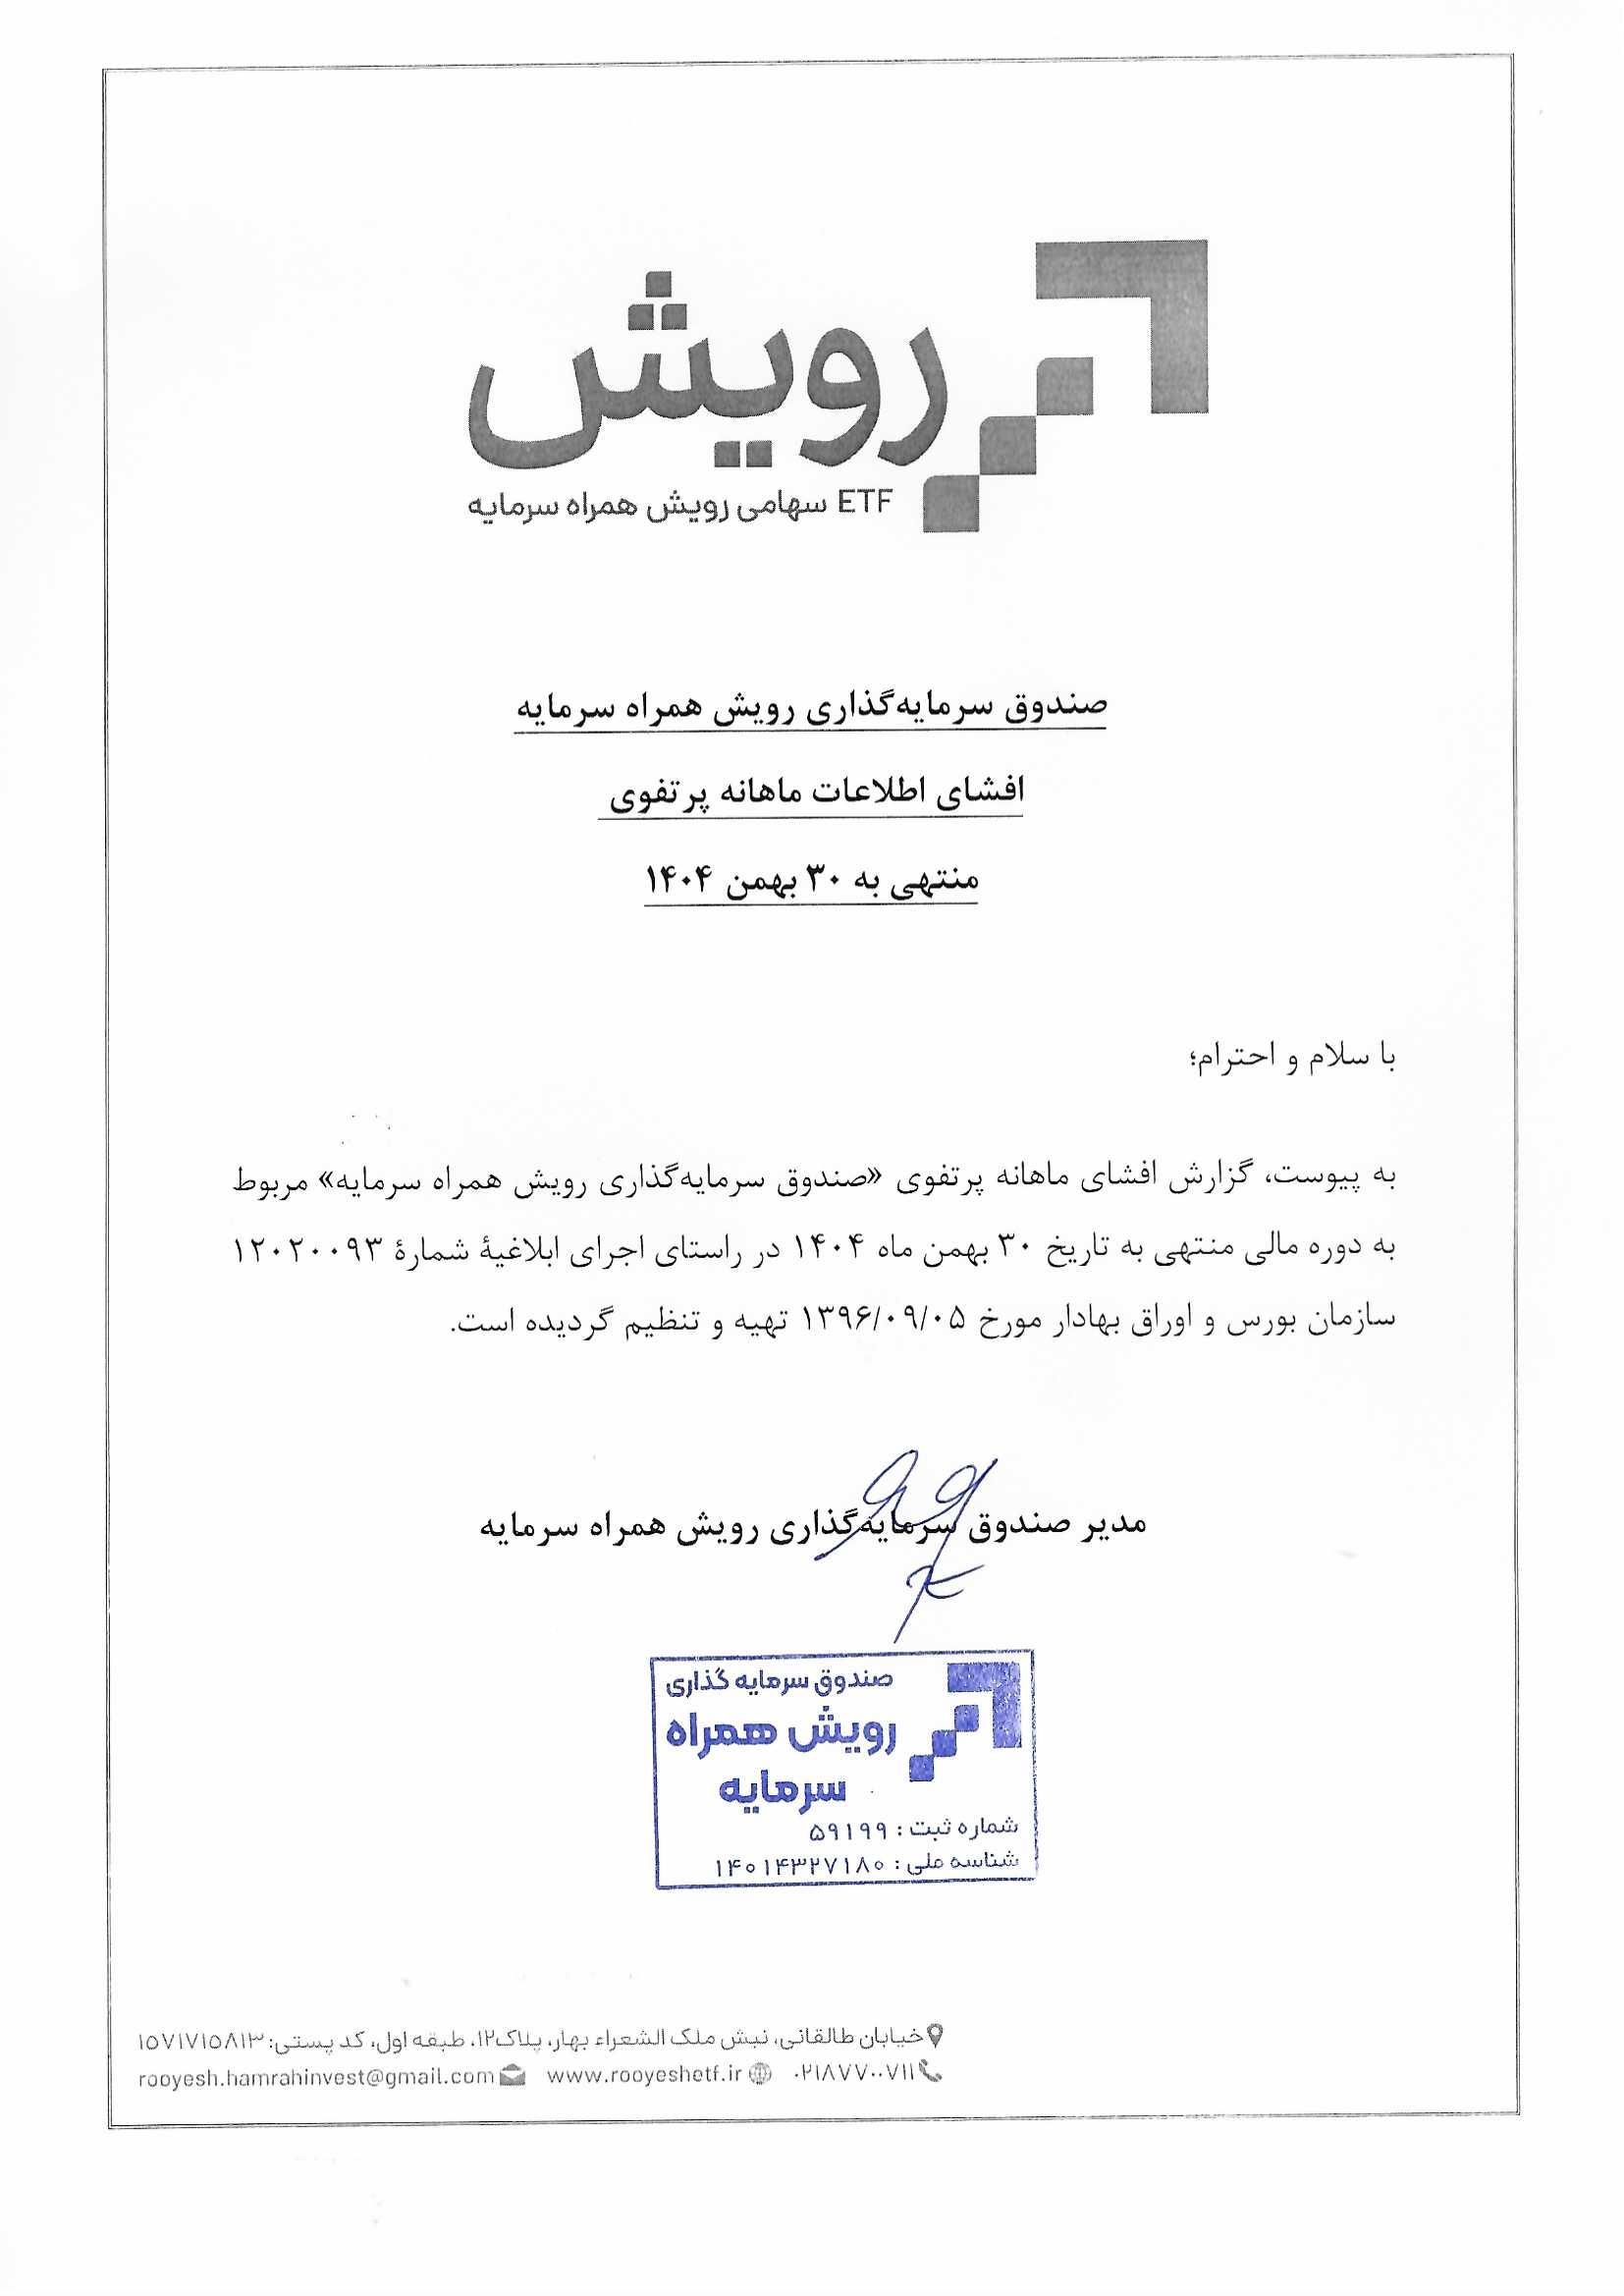 رویش
ETF سهامی رویش همراه سرمایه
صندوق سرمایه‌گذاری رویش همراه سرمایه
افشای اطلاعات ماهانه پرتفوی
منتهی به ۳۰ بهمن ۱۴۰۴
با سلام و احترام؛
به پیوست، گزارش افشای ماهانه پرتفوی «صندوق سرمایه‌گذاری رویش همراه سرمایه» مربوط
به دوره مالی منتهی به تاریخ ۳۰ بهمن ماه ۱۴۰۴ در راستای اجرای ابلاغیهٔ شمارهٔ ۱۲۰۲۰۰۹۳
سازمان بورس و اوراق بهادار مورخ ۱۳۹۶/۰۹/۰۵ تهیه و تنظیم گردیده است.
مدیر صندوق سرمایه‌گذاری رویش همراه سرمایه
صندوق سرمایه گذاری
رویش همراه
سرمایه
شماره ثبت : ۵۹۱۹۹
شناسه ملی : ۱۴۰۱۴۳۲۷۱۸۰
خیابان طالقانی، نبش ملک الشعراء بهار، پلاک۱۲، طبقه اول، کد پستی: ۱۵۷۱۷۱۵۸۱۳
۰۲۱۸۷۷۰۰۷۱۱ www.rooyeshetf.ir rooyesh.hamrahinvest@gmail.com